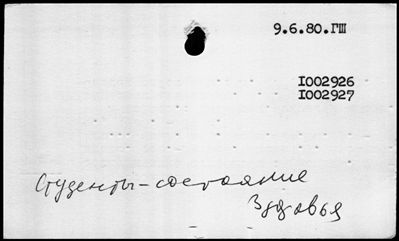 9.6.80.ГШ
I002926
I002927
Студенты-состояние
здоровья